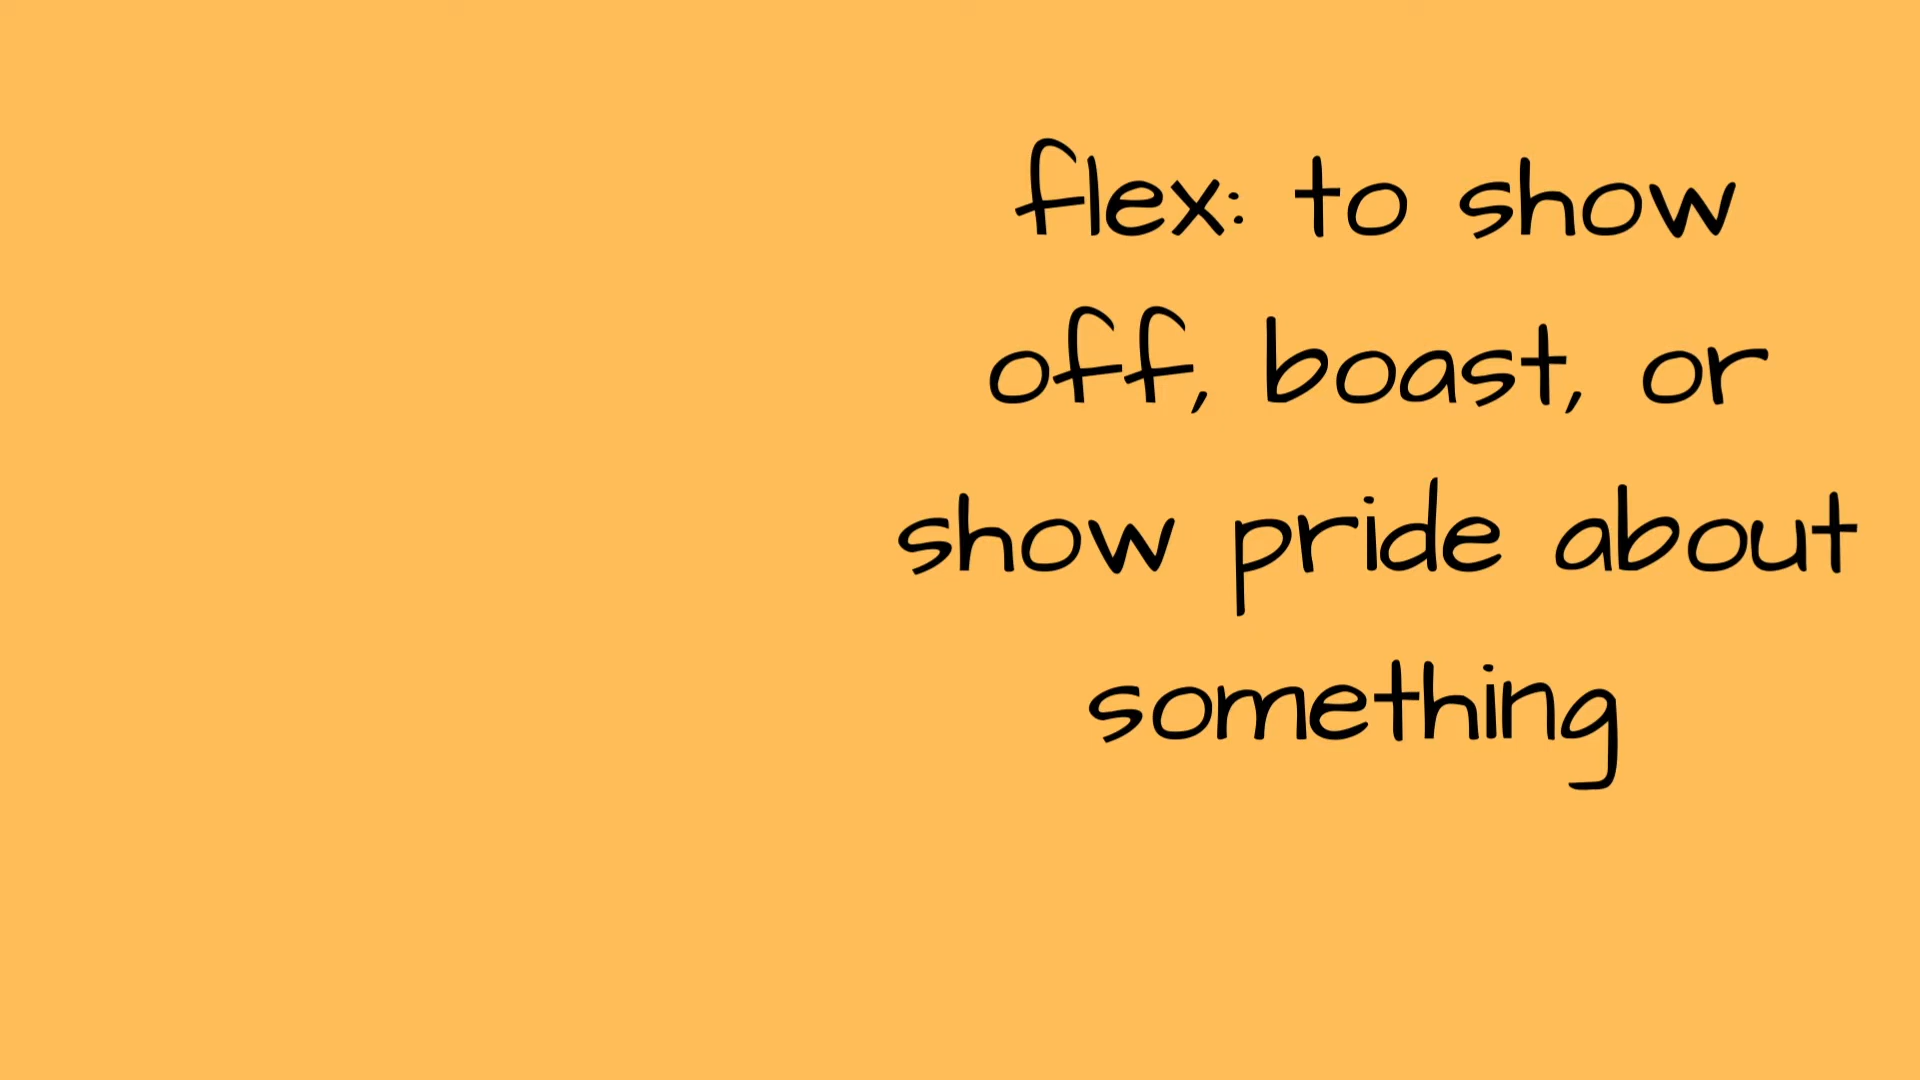 flex: to show
off, boast, or
show pride about
something